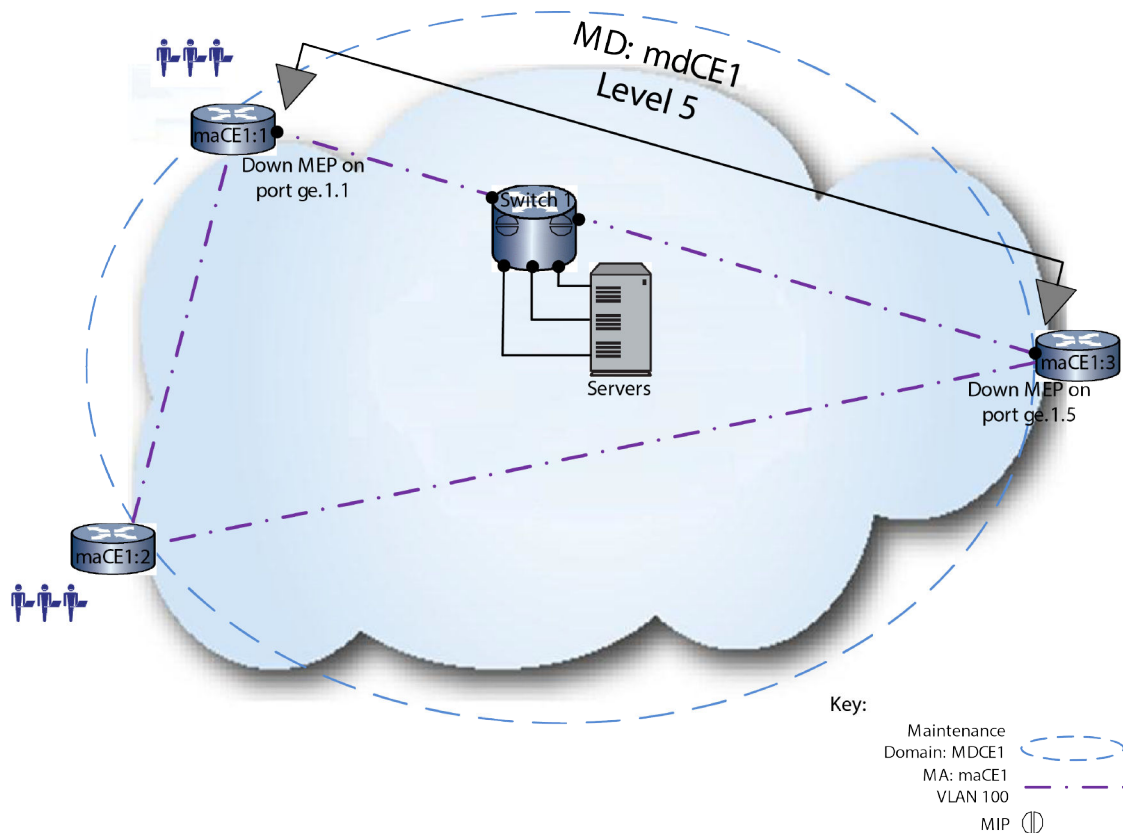 MD: mdCE1
Level 5
maCE1:1
Down MEP on
port ge.1.1
Switch 1
Servers
maCE1:3
Down MEP on
port ge.1.5
maCE1:2
Key:
Maintenance
Domain: MDCE1
MA: maCE1
VLAN 100
MIP